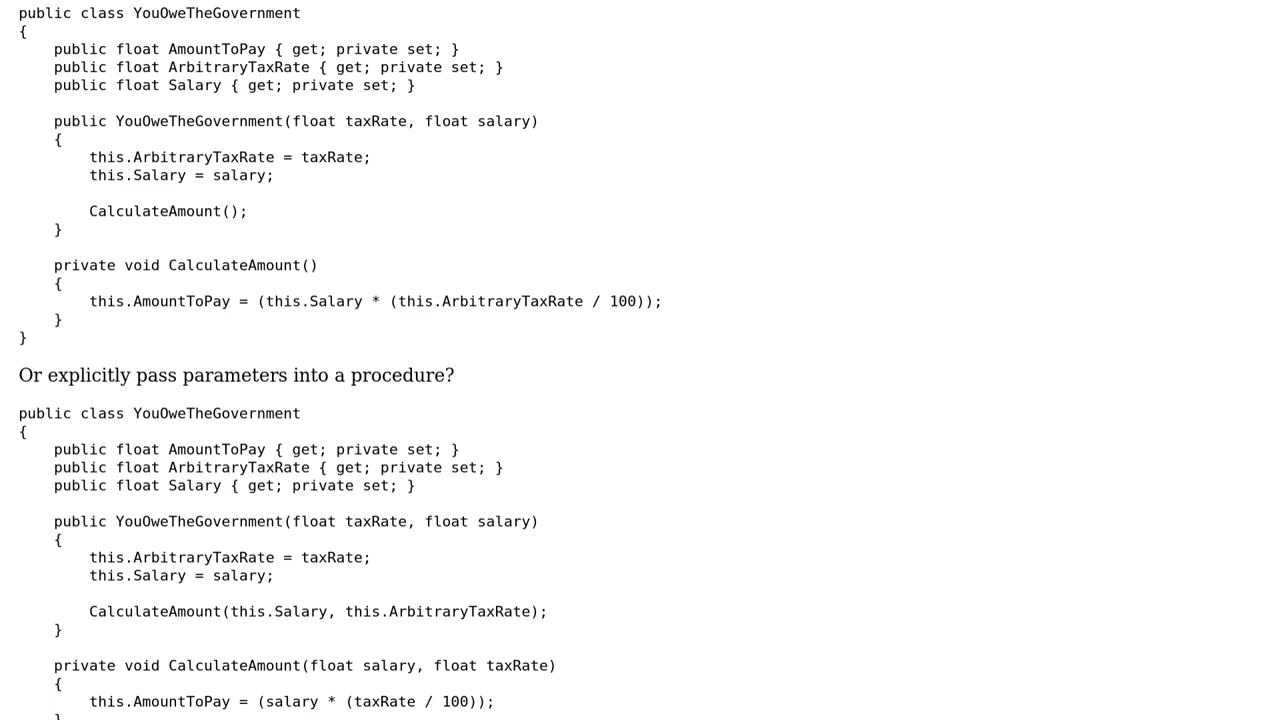 public class YouOweTheGovernment
{
    public float AmountToPay { get; private set; }
    public float ArbitraryTaxRate { get; private set; }
    public float Salary { get; private set; }

    public YouOweTheGovernment(float taxRate, float salary)
    {
        this.ArbitraryTaxRate = taxRate;
        this.Salary = salary;

        CalculateAmount();
    }

    private void CalculateAmount()
    {
        this.AmountToPay = (this.Salary * (this.ArbitraryTaxRate / 100));
    }
}
Or explicitly pass parameters into a procedure?
public class YouOweTheGovernment
{
    public float AmountToPay { get; private set; }
    public float ArbitraryTaxRate { get; private set; }
    public float Salary { get; private set; }

    public YouOweTheGovernment(float taxRate, float salary)
    {
        this.ArbitraryTaxRate = taxRate;
        this.Salary = salary;

        CalculateAmount(this.Salary, this.ArbitraryTaxRate);
    }

    private void CalculateAmount(float salary, float taxRate)
    {
        this.AmountToPay = (salary * (taxRate / 100));
    }